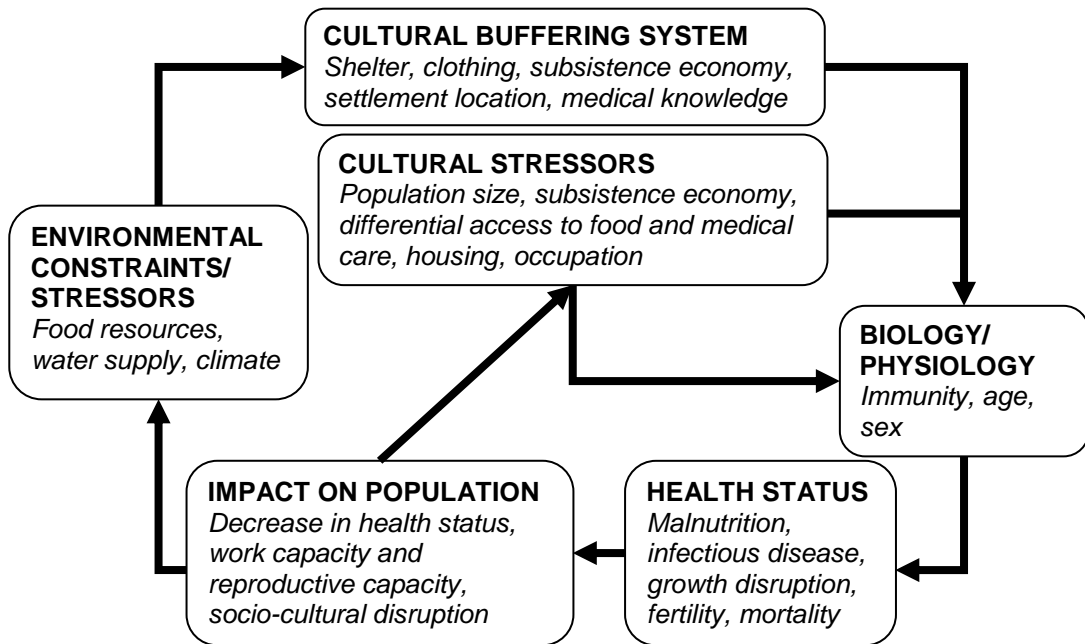 CULTURAL BUFFERING SYSTEM
Shelter, clothing, subsistence economy,
settlement location, medical knowledge
CULTURAL STRESSORS
Population size, subsistence economy,
differential access to food and medical
care, housing, occupation
ENVIRONMENTAL
CONSTRAINTS/
STRESSORS
Food resources,
water supply, climate
BIOLOGY/
PHYSIOLOGY
Immunity, age,
sex
IMPACT ON POPULATION
Decrease in health status,
work capacity and
reproductive capacity,
socio-cultural disruption
HEALTH STATUS
Malnutrition,
infectious disease,
growth disruption,
fertility, mortality